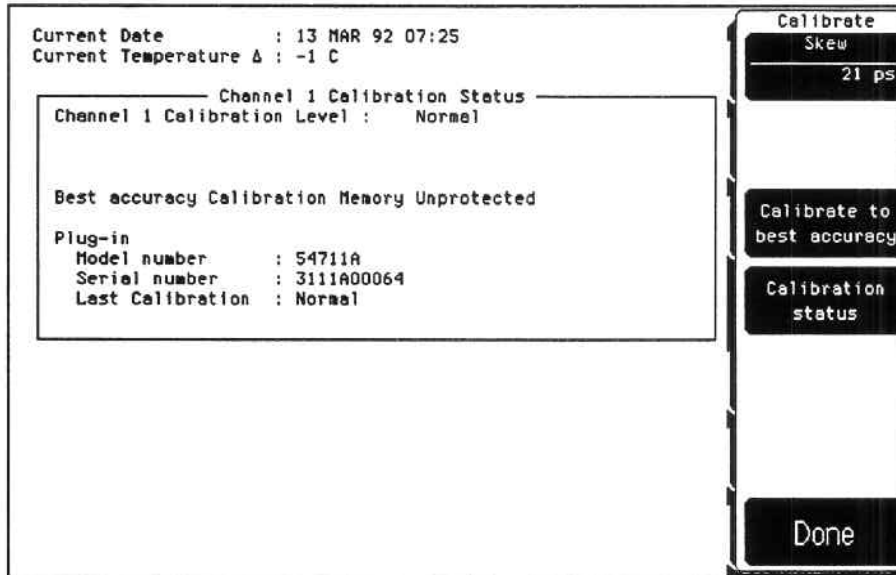 Current Date : 13 MAR 92 07:25
Current Temperature Δ : -1 C
Channel 1 Calibration Status
Channel 1 Calibration Level : Normal
Best accuracy Calibration Memory Unprotected
Plug-in
Model number : 54711A
Serial number : 3111A00064
Last Calibration : Normal
Calibrate
Skew
21 ps
Calibrate to
best accuracy
Calibration
status
Done